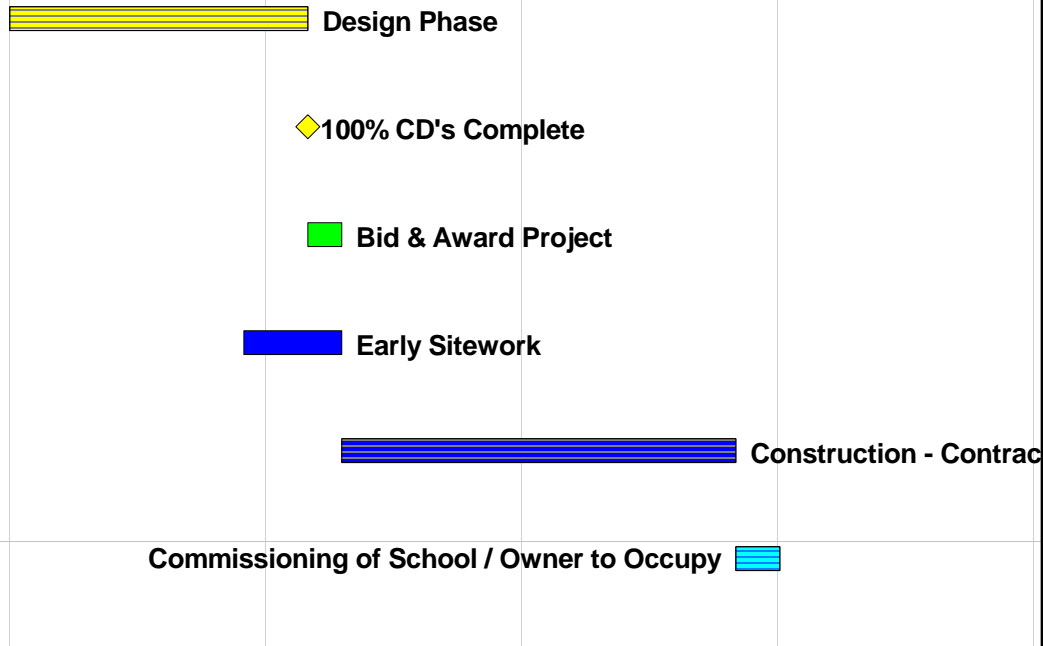 Design Phase
100% CD's Complete
Bid & Award Project
Early Sitework
Construction - Contrac
Commissioning of School / Owner to Occupy